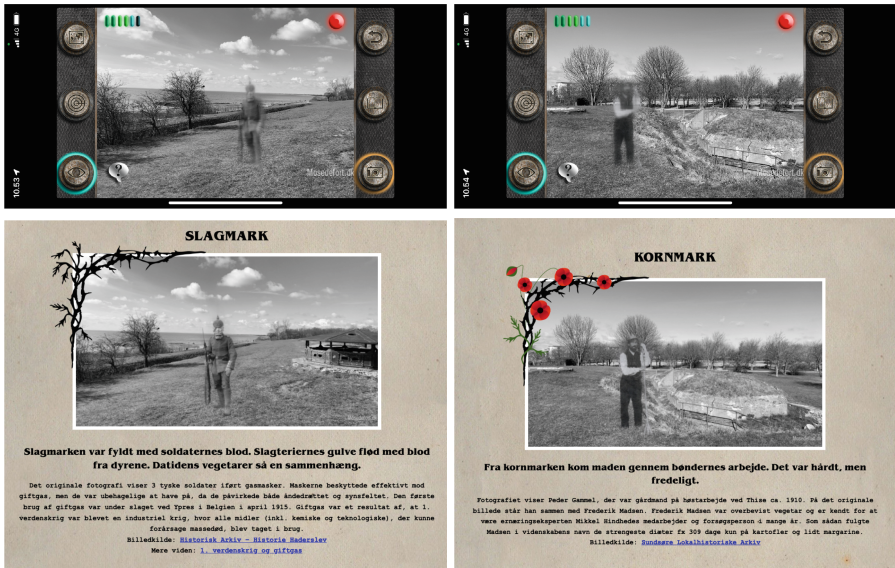 4G
10.53
Mosedefort.dk
4G
10.54
Mosedefort.dk
SLAGMARK
Slagmarken var fyldt med soldaternes blod. Slagteriernes gulve flød med blod
fra dyrene. Datidens vegetarer så en sammenhæng.
Det originale fotografi viser 3 tyske soldater iført gasmasker. Maskerne beskyttede effektivt mod
giftgas, men de var ubehagelige at have på, da de påvirkede både åndedrættet og synsfeltet. Den første
brug af giftgas var under slaget ved Ypres i Belgien i april 1915. Giftgas var et resultat af, at 1.
verdenskrig var blevet en industriel krig, hvor alle midler (inkl. kemiske og teknologiske), der kunne
forårsage massedød, blev taget i brug.
Billedkilde: Historisk Arkiv - Historie Haderslev
Mere viden: 1. verdenskrig og giftgas
KORNMARK
Mosedefort.dk
Fra kornmarken kom maden gennem bøndernes arbejde. Det var hårdt, men
fredeligt.
Fotografiet viser Peder Gammel, der var gårdmand på høstarbejde ved Thise ca. 1910. På det originale
billede står han sammen med Frederik Madsen. Frederik Madsen var overbevist vegetar og er kendt for at
være ernæringseksperten Mikkel Hindhedes medarbejder og forsøgsperson i mange år. Som sådan fulgte
Madsen i videnskabens navn de strengeste diæter fx 309 dage kun på kartofler og lidt margarine.
Billedkilde: Sundsøre Lokalhistoriske Arkiv